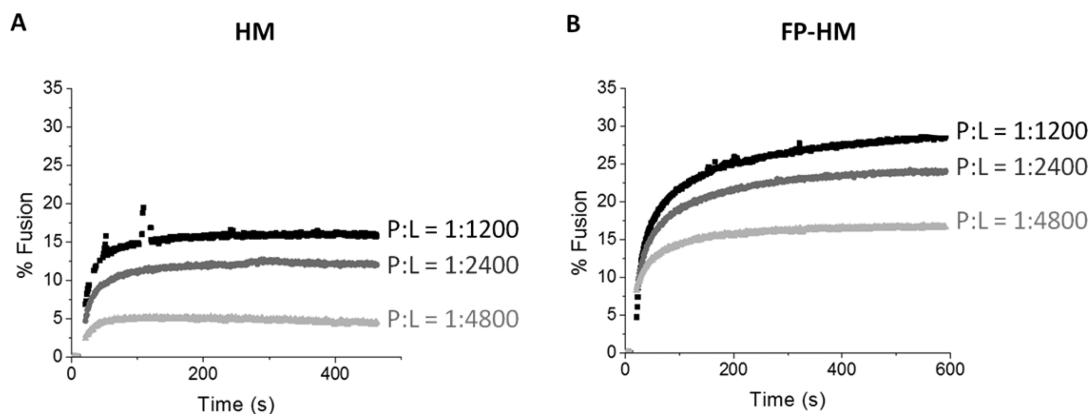 A
HM
35
30
25
20
15
10
5
0
% Fusion
0
200
400
Time (s)
P:L = 1:1200
P:L = 1:2400
P:L = 1:4800
B
FP-HM
35
30
25
20
15
10
5
0
% Fusion
0
200
400
600
Time (s)
P:L = 1:1200
P:L = 1:2400
P:L = 1:4800